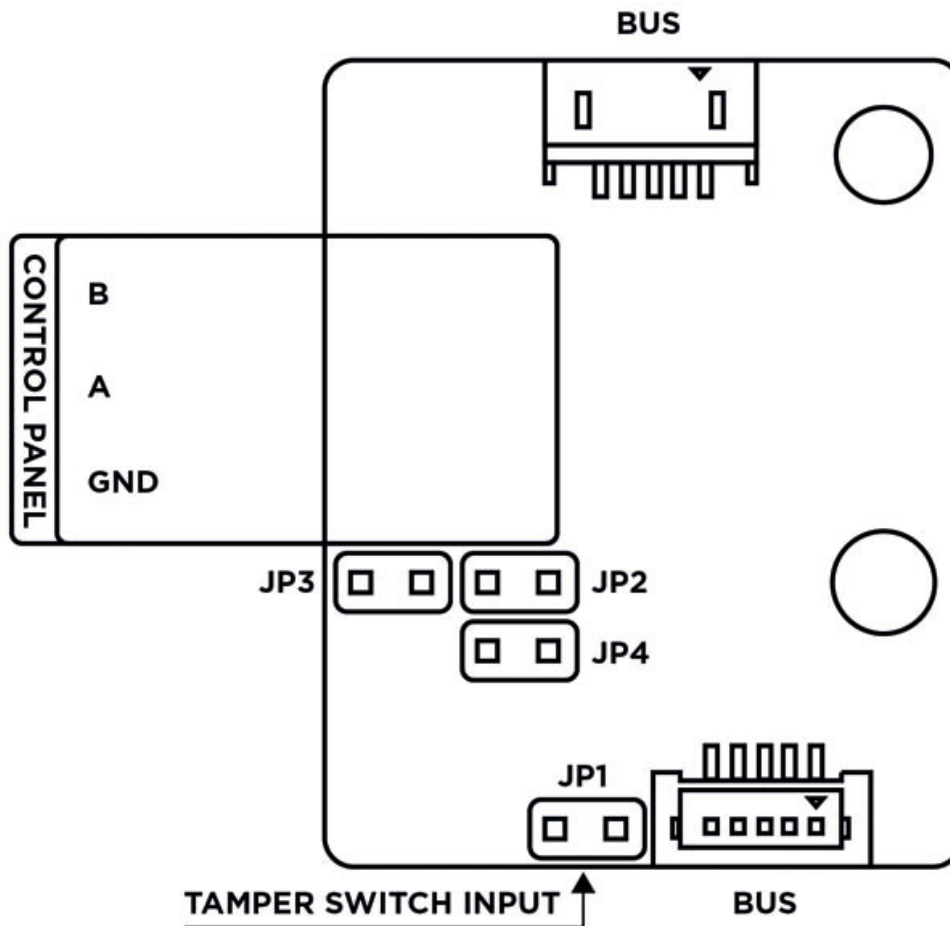 BUS
CONTROL PANEL
B
A
GND
JP3
JP2
JP4
JP1
TAMPER SWITCH INPUT
BUS